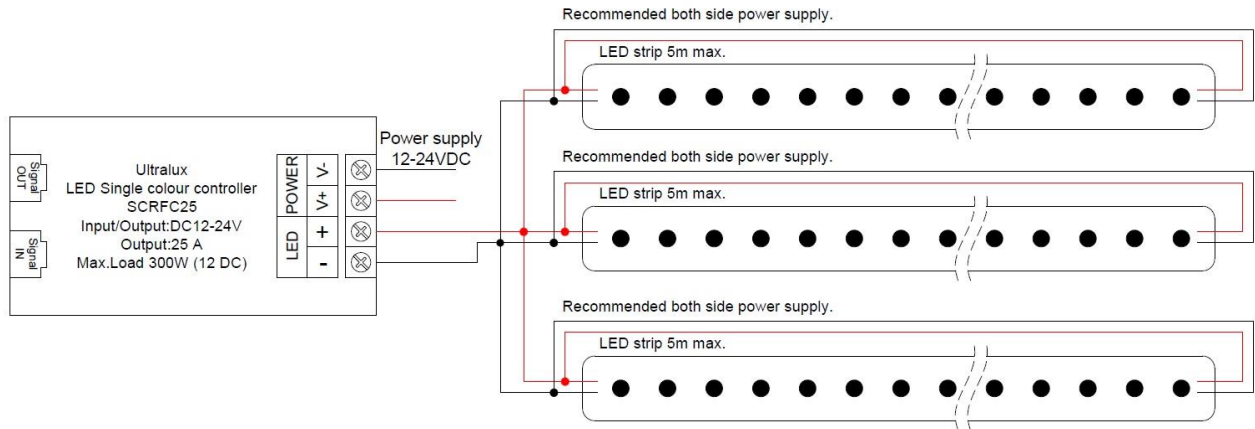 Recommended both side power supply.
LED strip 5m max.
Signal
OUT
Signal
IN
Ultralux
LED Single colour controller
SCRFC25
Input/Output:DC12-24V
Output:25 A
Max.Load 300W (12 DC)
POWER
V-
V+
LED
+
-
Power supply
12-24VDC
Recommended both side power supply.
LED strip 5m max.
Recommended both side power supply.
LED strip 5m max.